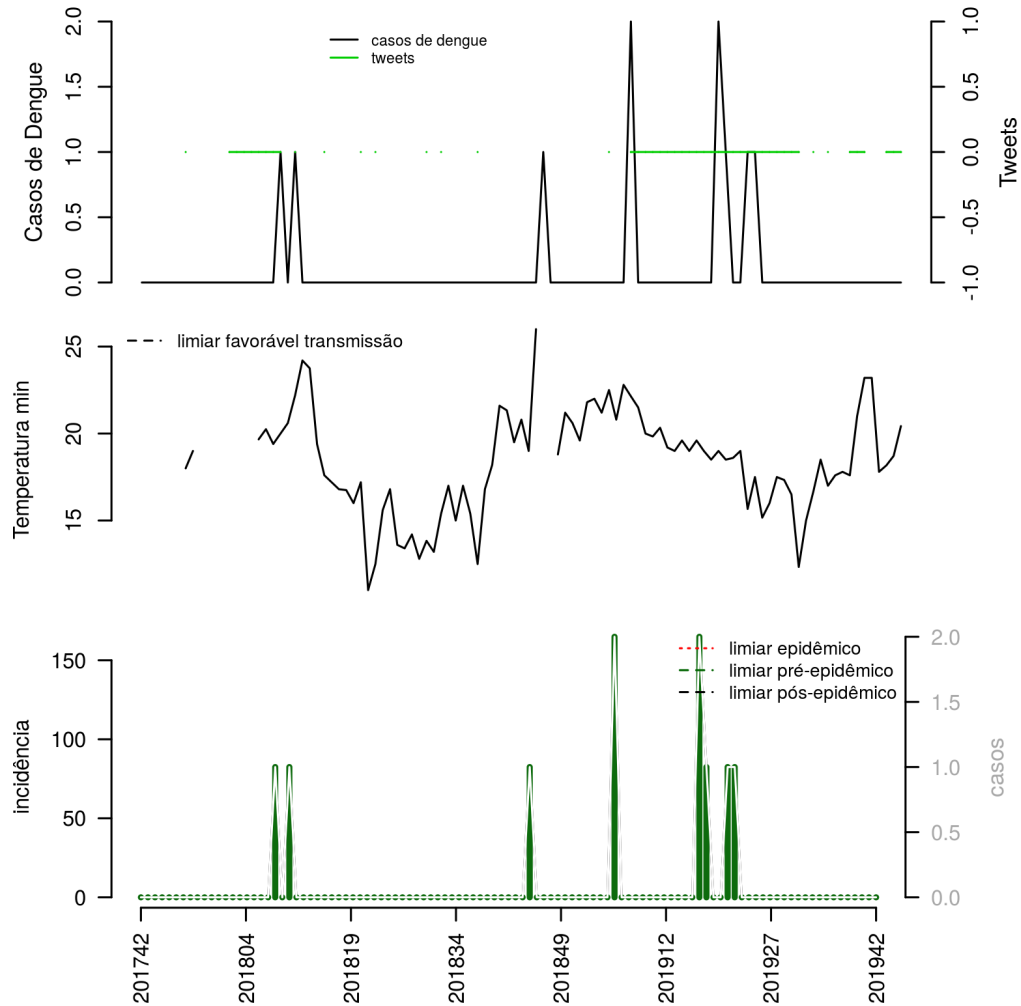 casos de dengue
tweets
Casos de Dengue
0.0 0.5 1.0 1.5 2.0
Tweets
-1.0 -0.5 0.0 0.5 1.0
limiar favorável transmissão
Temperatura min
15 20 25
limiar epidêmico
limiar pré-epidêmico
limiar pós-epidêmico
incidência
0
50
100
150
casos
0.0
0.5
1.0
1.5
2.0
201742 201804 201819 201834 201849 201912 201927 201942